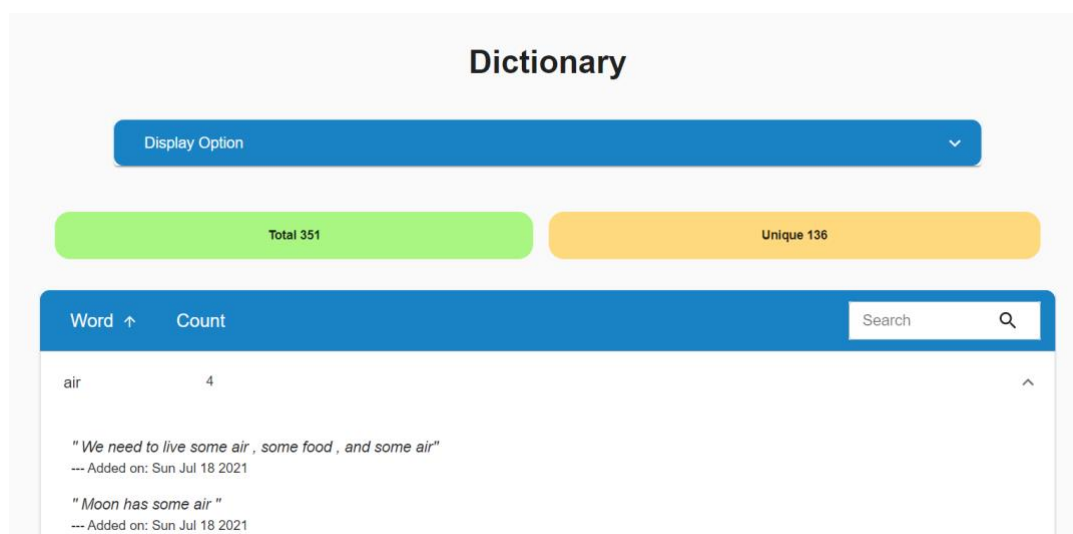 Dictionary
Display Option
Total 351 Unique 136
Word ↑ Count Search
air 4
" We need to live some air , some food , and some air"
--- Added on: Sun Jul 18 2021
" Moon has some air "
--- Added on: Sun Jul 18 2021